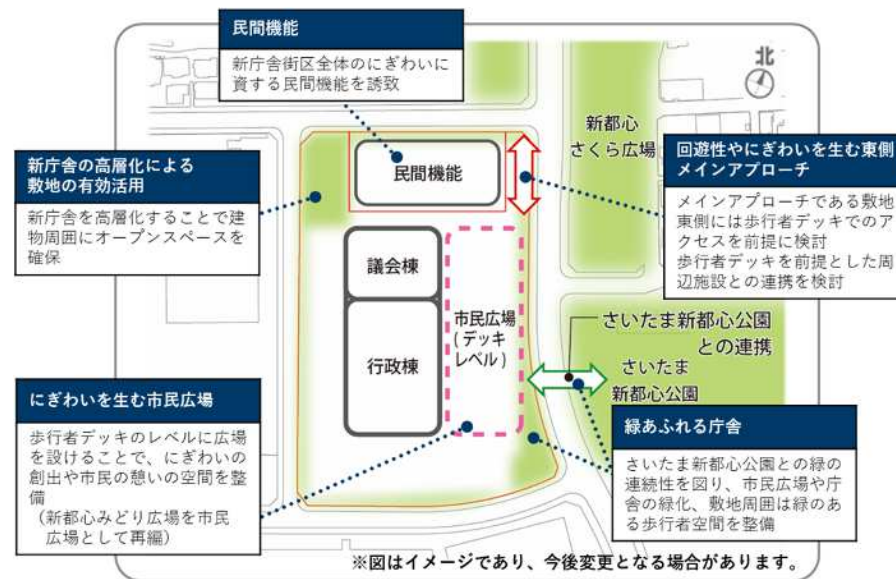 民間機能
新庁舎街区全体のにぎわいに
資する民間機能を誘致
北
新都心
さくら広場
新庁舎の高層化による
敷地の有効活用
新庁舎を高層化することで建
物周囲にオープンスペースを
確保
民間機能
回遊性やにぎわいを生む東側
メインアプローチ
メインアプローチである敷地
東側には歩行者デッキでのア
クセスを前提に検討
歩行者デッキを前提とした周
辺施設との連携を検討
議会棟
行政棟
市民広場
(デッキ
レベル)
さいたま新都心公園
との連携
さいたま
新都心公園
にぎわいを生む市民広場
歩行者デッキのレベルに広場
を設けることで、にぎわいの
創出や市民の憩いの空間を整
備
(新都心みどり広場を市民
広場として再編)
緑あふれる庁舎
さいたま新都心公園との緑の
連続性を図り、市民広場や庁
舎の緑化、敷地周囲は緑のあ
る歩行者空間を整備
※図はイメージであり、今後変更となる場合があります。